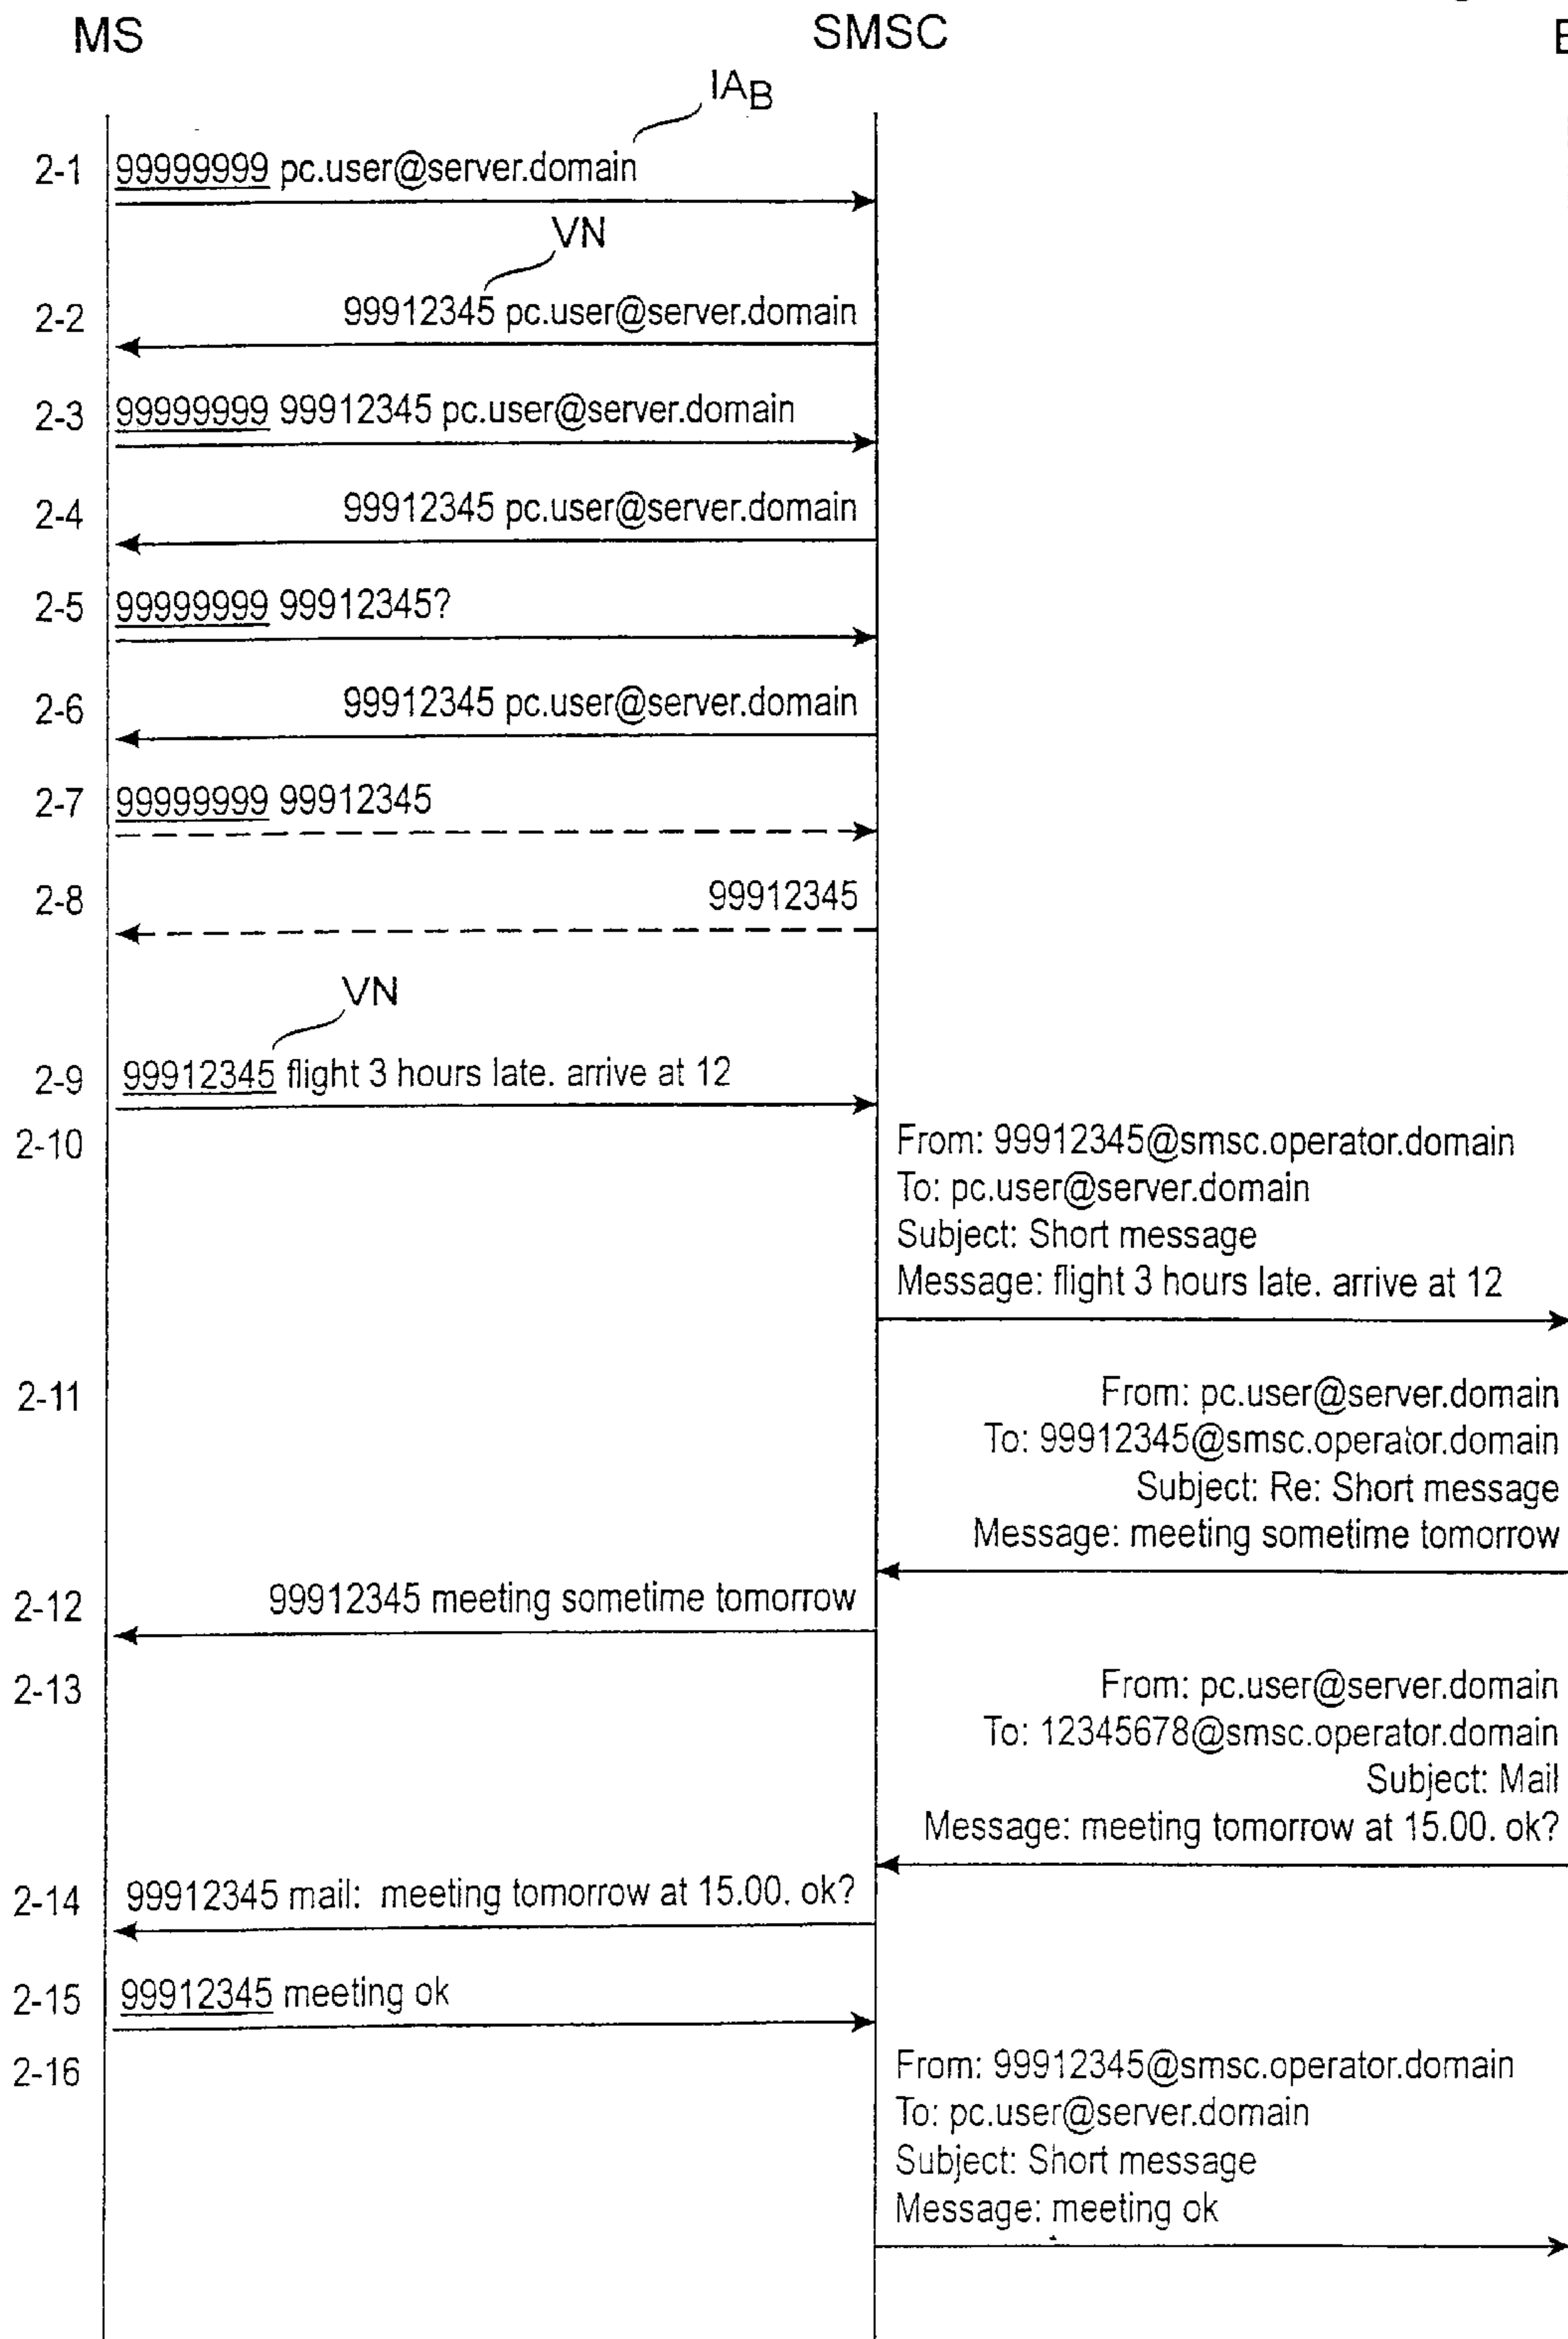 MS SMSC
IAB
2-1 99999999 pc.user@server.domain
VN
2-2 99912345 pc.user@server.domain
2-3 99999999 99912345 pc.user@server.domain
2-4 99912345 pc.user@server.domain
2-5 99999999 99912345?
2-6 99912345 pc.user@server.domain
2-7 99999999 99912345
2-8 99912345
VN
2-9 99912345 flight 3 hours late. arrive at 12
2-10 From: 99912345@smsc.operator.domain
To: pc.user@server.domain
Subject: Short message
Message: flight 3 hours late. arrive at 12
2-11 From: pc.user@server.domain
To: 99912345@smsc.operator.domain
Subject: Re: Short message
Message: meeting sometime tomorrow
2-12 99912345 meeting sometime tomorrow
2-13 From: pc.user@server.domain
To: 12345678@smsc.operator.domain
Subject: Mail
Message: meeting tomorrow at 15.00. ok?
2-14 99912345 mail: meeting tomorrow at 15.00. ok?
2-15 99912345 meeting ok
2-16 From: 99912345@smsc.operator.domain
To: pc.user@server.domain
Subject: Short message
Message: meeting ok